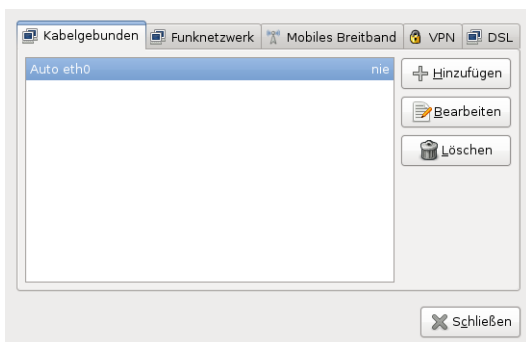 Kabelgebunden Funknetzwerk Mobiles Breitband VPN DSL
Auto eth0 nie
Hinzufügen
Bearbeiten
Löschen
Schließen